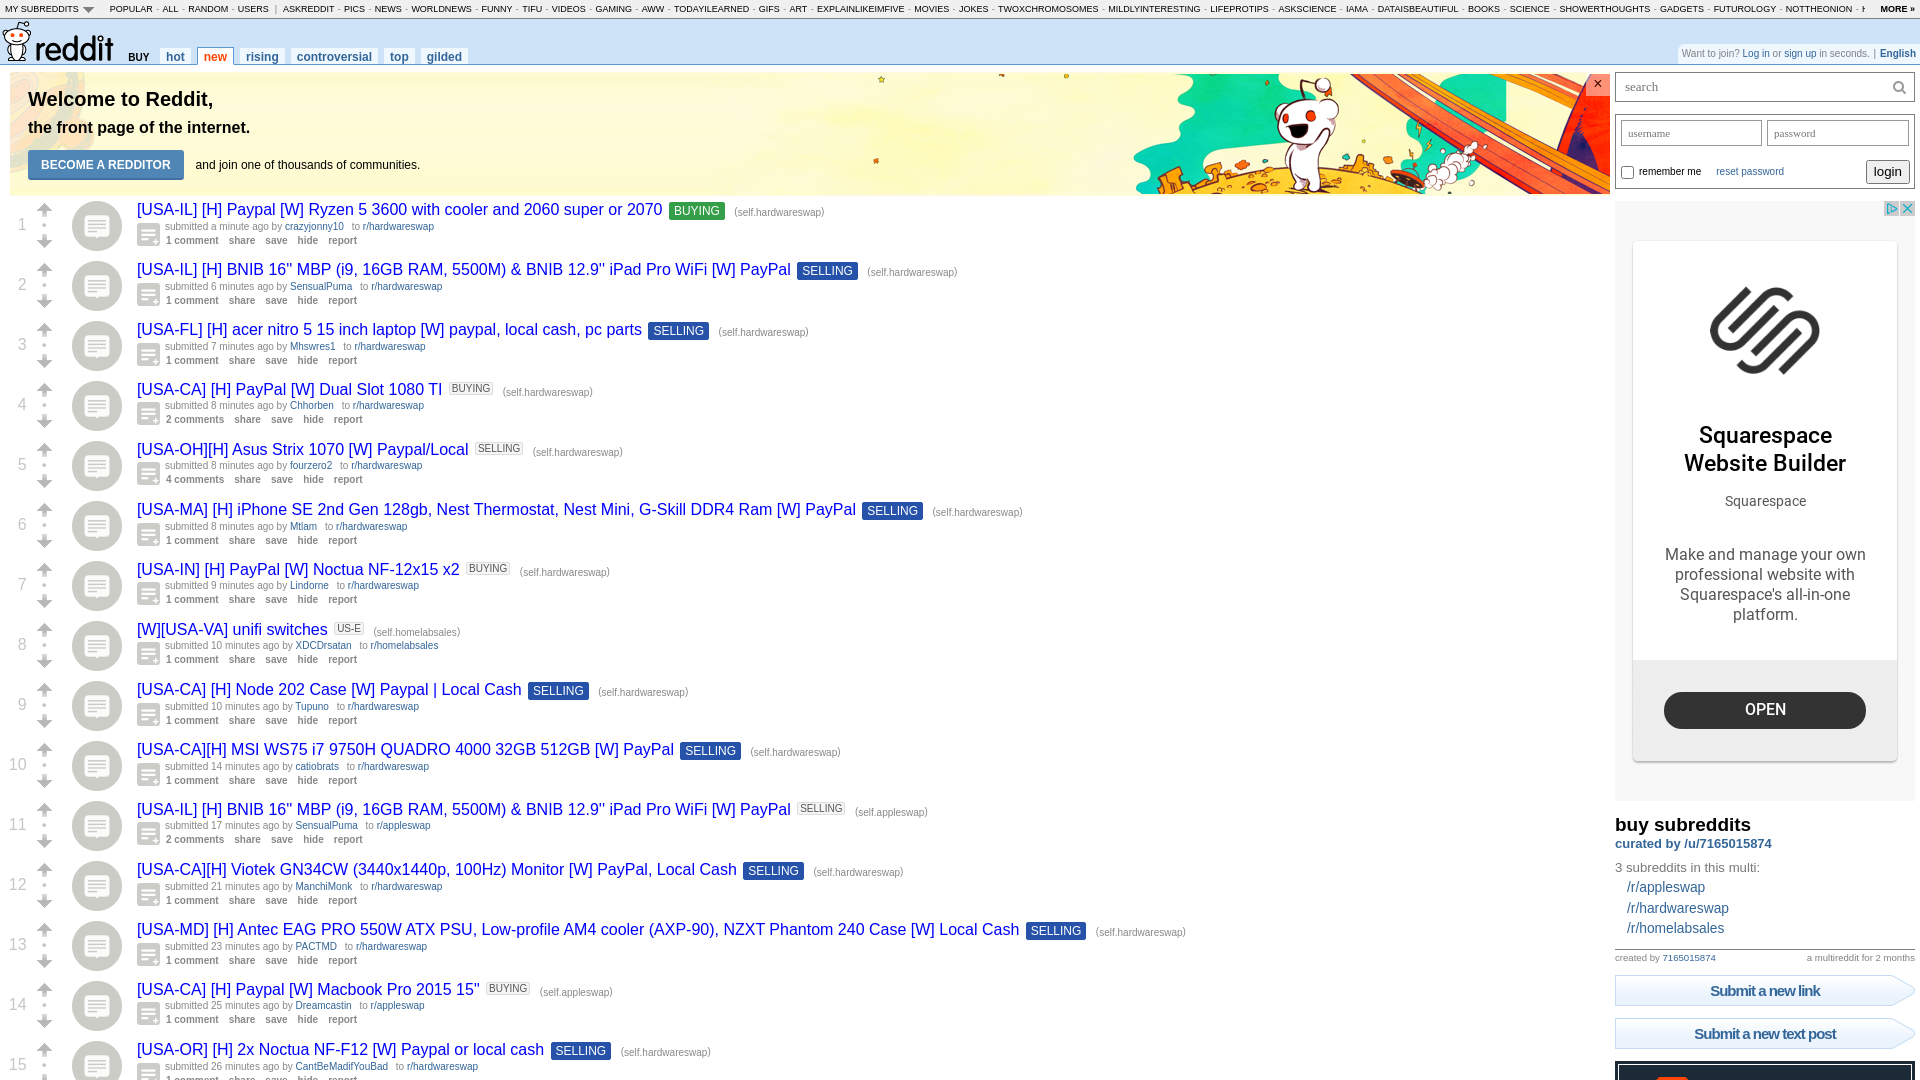 MY SUBREDDITS POPULAR - ALL - RANDOM - USERS | ASKREDDIT - PICS - NEWS - WORLDNEWS - FUNNY - TIFU - VIDEOS - GAMING - AWW - TODAYILEARNED - GIFS - ART - EXPLAINLIKEIMFIVE - MOVIES - JOKES - TWOXCHROMOSOMES - MILDLYINTERESTING - LIFEPROTIPS - ASKSCIENCE - IAMA - DATAISBEAUTIFUL - BOOKS - SCIENCE - SHOWERTHOUGHTS - GADGETS - FUTUROLOGY - NOTTHEONION - MORE »
reddit BUY hot new rising controversial top gilded
Want to join? Log in or sign up in seconds. | English
Welcome to Reddit,
the front page of the internet.
BECOME A REDDITOR and join one of thousands of communities.
×
1
[USA-IL] [H] Paypal [W] Ryzen 5 3600 with cooler and 2060 super or 2070 BUYING (self.hardwareswap)
submitted a minute ago by crazyjonny10 to r/hardwareswap
1 comment share save hide report
2
[USA-IL] [H] BNIB 16'' MBP (i9, 16GB RAM, 5500M) & BNIB 12.9'' iPad Pro WiFi [W] PayPal SELLING (self.hardwareswap)
submitted 6 minutes ago by SensualPuma to r/hardwareswap
1 comment share save hide report
3
[USA-FL] [H] acer nitro 5 15 inch laptop [W] paypal, local cash, pc parts SELLING (self.hardwareswap)
submitted 7 minutes ago by Mhswres1 to r/hardwareswap
1 comment share save hide report
4
[USA-CA] [H] PayPal [W] Dual Slot 1080 TI BUYING (self.hardwareswap)
submitted 8 minutes ago by Chhorben to r/hardwareswap
2 comments share save hide report
5
[USA-OH][H] Asus Strix 1070 [W] Paypal/Local SELLING (self.hardwareswap)
submitted 8 minutes ago by fourzero2 to r/hardwareswap
4 comments share save hide report
6
[USA-MA] [H] iPhone SE 2nd Gen 128gb, Nest Thermostat, Nest Mini, G-Skill DDR4 Ram [W] PayPal SELLING (self.hardwareswap)
submitted 8 minutes ago by Mtlam to r/hardwareswap
1 comment share save hide report
7
[USA-IN] [H] PayPal [W] Noctua NF-12x15 x2 BUYING (self.hardwareswap)
submitted 9 minutes ago by Lindorne to r/hardwareswap
1 comment share save hide report
8
[W][USA-VA] unifi switches US-E (self.homelabsales)
submitted 10 minutes ago by XDCDrsatan to r/homelabsales
1 comment share save hide report
9
[USA-CA] [H] Node 202 Case [W] Paypal | Local Cash SELLING (self.hardwareswap)
submitted 10 minutes ago by Tupuno to r/hardwareswap
1 comment share save hide report
10
[USA-CA][H] MSI WS75 i7 9750H QUADRO 4000 32GB 512GB [W] PayPal SELLING (self.hardwareswap)
submitted 14 minutes ago by catiobrats to r/hardwareswap
1 comment share save hide report
11
[USA-IL] [H] BNIB 16'' MBP (i9, 16GB RAM, 5500M) & BNIB 12.9'' iPad Pro WiFi [W] PayPal SELLING (self.appleswap)
submitted 17 minutes ago by SensualPuma to r/appleswap
2 comments share save hide report
12
[USA-CA][H] Viotek GN34CW (3440x1440p, 100Hz) Monitor [W] PayPal, Local Cash SELLING (self.hardwareswap)
submitted 21 minutes ago by ManchiMonk to r/hardwareswap
1 comment share save hide report
13
[USA-MD] [H] Antec EAG PRO 550W ATX PSU, Low-profile AM4 cooler (AXP-90), NZXT Phantom 240 Case [W] Local Cash SELLING (self.hardwareswap)
submitted 23 minutes ago by PACTMD to r/hardwareswap
1 comment share save hide report
14
[USA-CA] [H] Paypal [W] Macbook Pro 2015 15" BUYING (self.appleswap)
submitted 25 minutes ago by Dreamcastin to r/appleswap
1 comment share save hide report
15
[USA-OR] [H] 2x Noctua NF-F12 [W] Paypal or local cash SELLING (self.hardwareswap)
submitted 26 minutes ago by CantBeMadifYouBad to r/hardwareswap
1 comment share save hide report
search
username password
remember me reset password login
Squarespace
Website Builder
Squarespace
Make and manage your own
professional website with
Squarespace's all-in-one
platform.
OPEN
buy subreddits
curated by /u/7165015874
3 subreddits in this multi:
/r/appleswap
/r/hardwareswap
/r/homelabsales
created by 7165015874 a multireddit for 2 months
Submit a new link
Submit a new text post